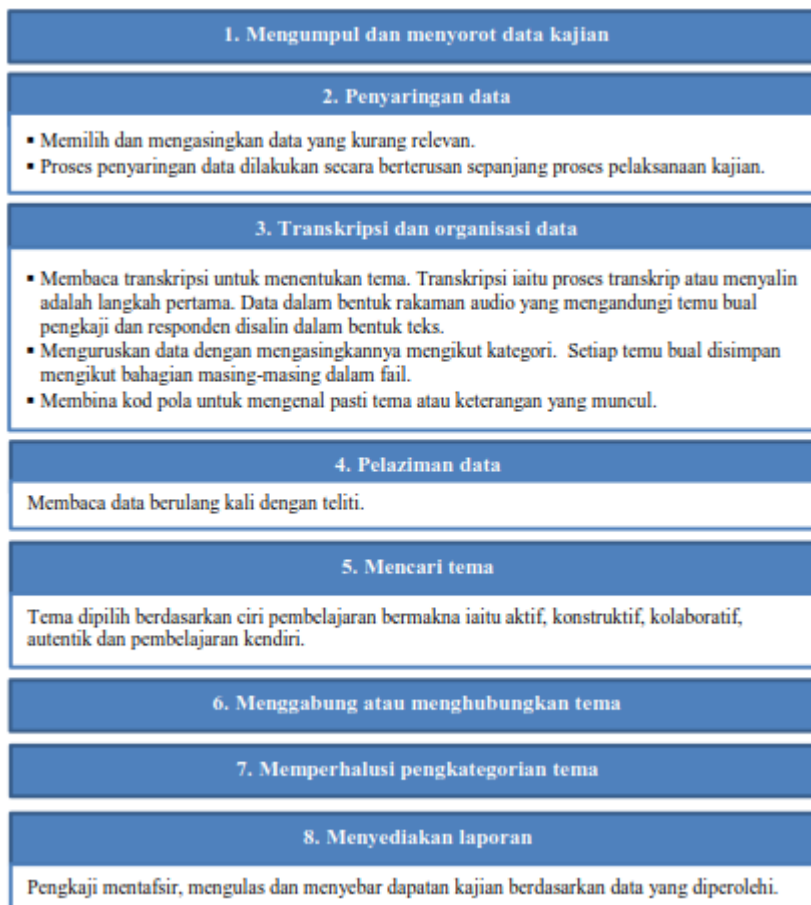 1. Mengumpul dan menyorot data kajian
2. Penyaringan data
▪ Memilih dan mengasingkan data yang kurang relevan.
▪ Proses penyaringan data dilakukan secara berterusan sepanjang proses pelaksanaan kajian.
3. Transkripsi dan organisasi data
▪ Membaca transkripsi untuk menentukan tema. Transkripsi iaitu proses transkrip atau menyalin
adalah langkah pertama. Data dalam bentuk rakaman audio yang mengandungi temu bual
pengkaji dan responden disalin dalam bentuk teks.
▪ Menguruskan data dengan mengasingkannya mengikut kategori. Setiap temu bual disimpan
mengikut bahagian masing-masing dalam fail.
▪ Membina kod pola untuk mengenal pasti tema atau keterangan yang muncul.
4. Pelaziman data
Membaca data berulang kali dengan teliti.
5. Mencari tema
Tema dipilih berdasarkan ciri pembelajaran bermakna iaitu aktif, konstruktif, kolaboratif,
autentik dan pembelajaran kendiri.
6. Menggabung atau menghubungkan tema
7. Memperhalusi pengkategorian tema
8. Menyediakan laporan
Pengkaji mentafsir, mengulas dan menyebar dapatan kajian berdasarkan data yang diperolehi.